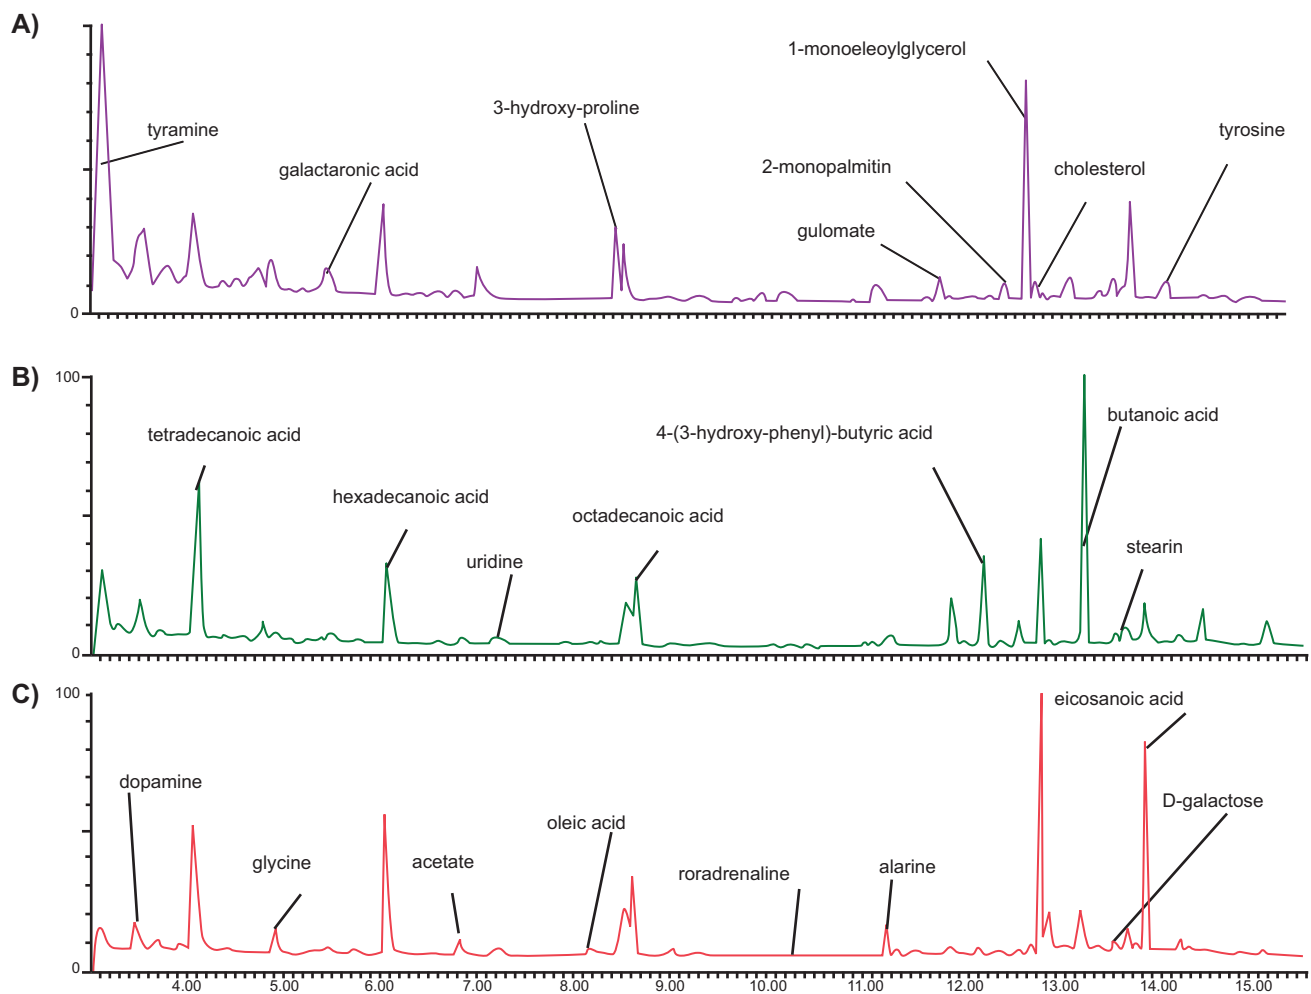 A)
1-monoeleoylglycerol
3-hydroxy-proline
tyramine
tyrosine
galactaronic acid
2-monopalmitin
cholesterol
gulomate
0
B)
100
butanoic acid
tetradecanoic acid
4-(3-hydroxy-phenyl)-butyric acid
hexadecanoic acid
octadecanoic acid
uridine
stearin
0
C)
100
eicosanoic acid
dopamine
D-galactose
oleic acid
glycine
acetate
roradrenaline
alarine
0
4.00 5.00 6.00 7.00 8.00 9.00 10.00 11.00 12.00 13.00 14.00 15.00